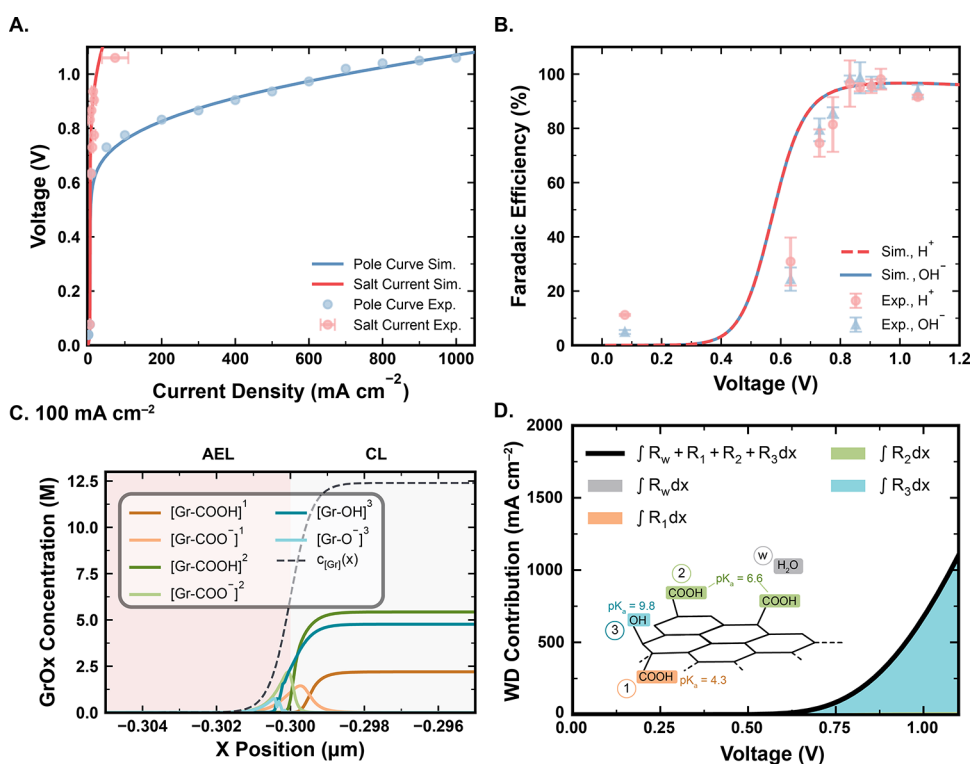 A.
Voltage (V)
1.0
0.8
0.6
0.4
0.2
0.0
Pole Curve Sim.
Salt Current Sim.
Pole Curve Exp.
Salt Current Exp.
0 200 400 600 800 1000
Current Density (mA cm⁻²)
B.
Faradaic Efficiency (%)
120
100
80
60
40
20
0
Sim., H⁺
Sim., OH⁻
Exp., H⁺
Exp., OH⁻
0.0 0.2 0.4 0.6 0.8 1.0 1.2
Voltage (V)
C. 100 mA cm⁻²
AEL CL
GrOx Concentration (M)
12.5
10.0
7.5
5.0
2.5
0.0
[Gr-COOH]¹
[Gr-COO⁻]¹
[Gr-COOH]²
[Gr-COO⁻]²
[Gr-OH]³
[Gr-O⁻]³
c[Gr](x)
−0.304 −0.302 −0.300 −0.298 −0.296
X Position (μm)
D.
WD Contribution (mA cm⁻²)
2000
1500
1000
500
0
∫ R_w + R₁ + R₂ + R₃dx
∫ R_wdx
∫ R₁dx
∫ R₂dx
∫ R₃dx
w
H₂O
2
COOH
pKₐ = 6.6
COOH
pKₐ = 9.8
OH
3
COOH
pKₐ = 4.3
1
0.00 0.25 0.50 0.75 1.00
Voltage (V)